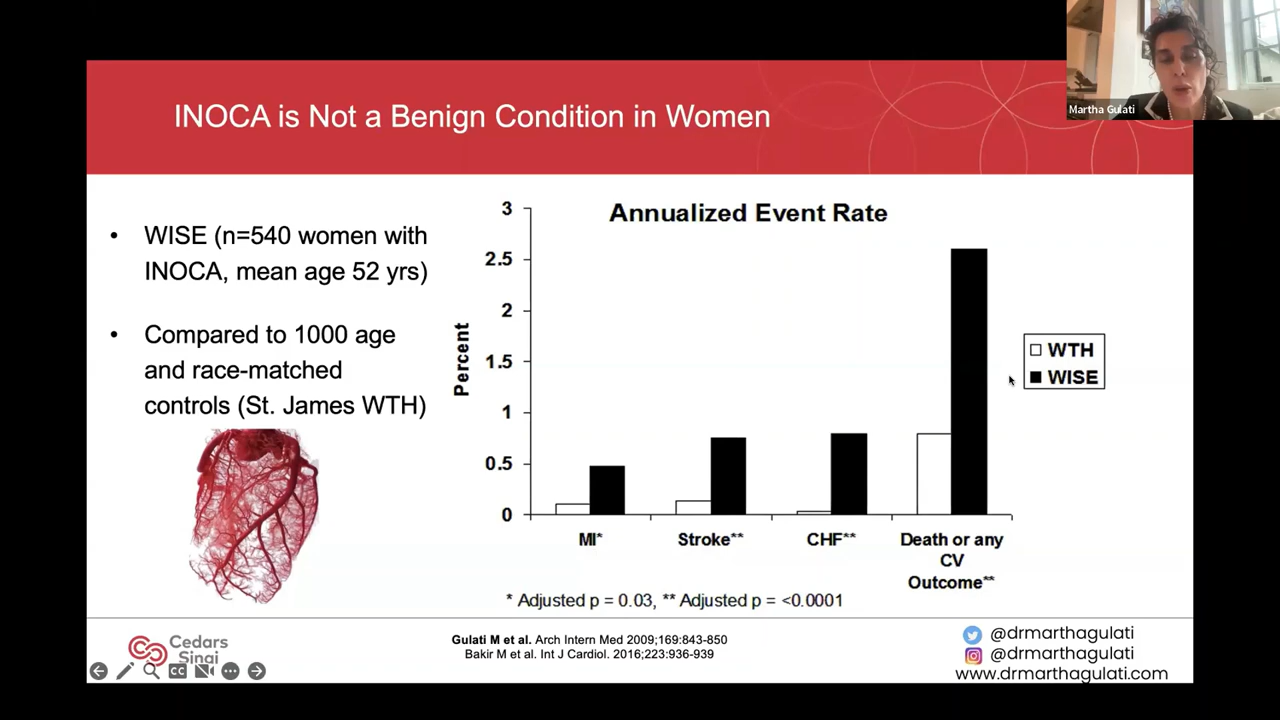 Martha Gulati
INOCA is Not a Benign Condition in Women
• WISE (n=540 women with
INOCA, mean age 52 yrs)
• Compared to 1000 age
and race-matched
controls (St. James WTH)
Annualized Event Rate
Percent
3
2.5
2
1.5
1
0.5
0
WTH
WISE
MI*
Stroke**
CHF**
Death or any
CV
Outcome**
* Adjusted p = 0.03, ** Adjusted p = <0.0001
Cedars
Sinai
Gulati M et al. Arch Intern Med 2009;169:843-850
Bakir M et al. Int J Cardiol. 2016;223:936-939
@drmarthagulati
@drmarthagulati
www.drmarthagulati.com
CC